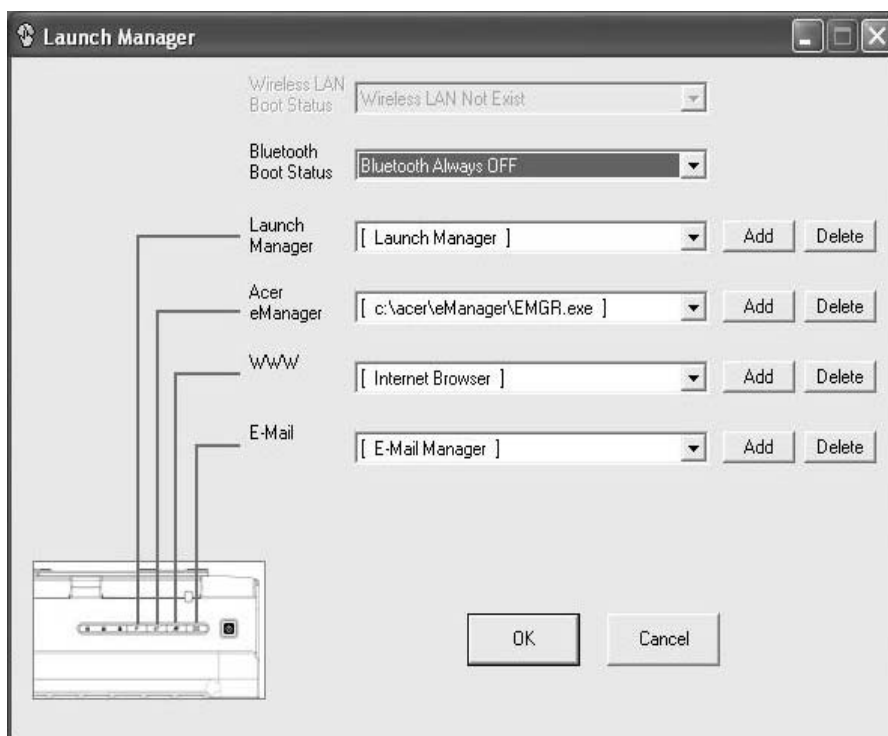 Launch Manager
Wireless LAN
Boot Status
Wireless LAN Not Exist
Bluetooth
Boot Status
Bluetooth Always OFF
Launch
Manager
[ Launch Manager ]
Add
Delete
Acer
eManager
[ c:\acer\eManager\EMGR.exe ]
Add
Delete
WWW
[ Internet Browser ]
Add
Delete
E-Mail
[ E-Mail Manager ]
Add
Delete
OK
Cancel